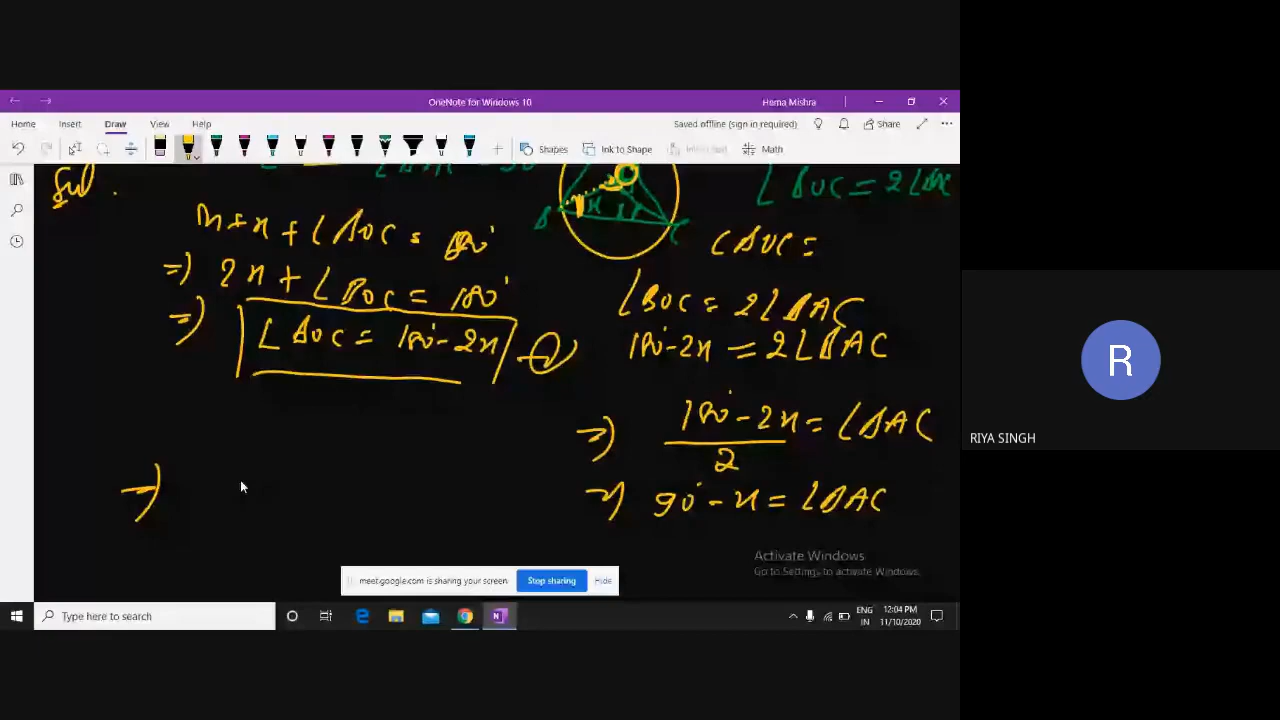 OneNote for Windows 10
Hema Mishra
Home Insert Draw View Help
Saved offline (sign in required)
Share
Shapes
Ink to Shape
Math
Sol.
∠BOC = 2∠BAC
x + x + ∠BOC = 180°
∠BOC =
=) 2x + ∠BOC = 180°
∠BOC = 2∠BAC
=) ∠BOC = 180° - 2x
180° - 2x = 2∠BAC
=) 180° - 2x = ∠BAC
2
=) 90° - x = ∠BAC
=)
B
x
C
RIYA SINGH
R
Activate Windows
Go to Settings to activate Windows.
meet.google.com is sharing your screen.
Stop sharing
Hide
Type here to search
ENG
IN
12:04 PM
11/10/2020